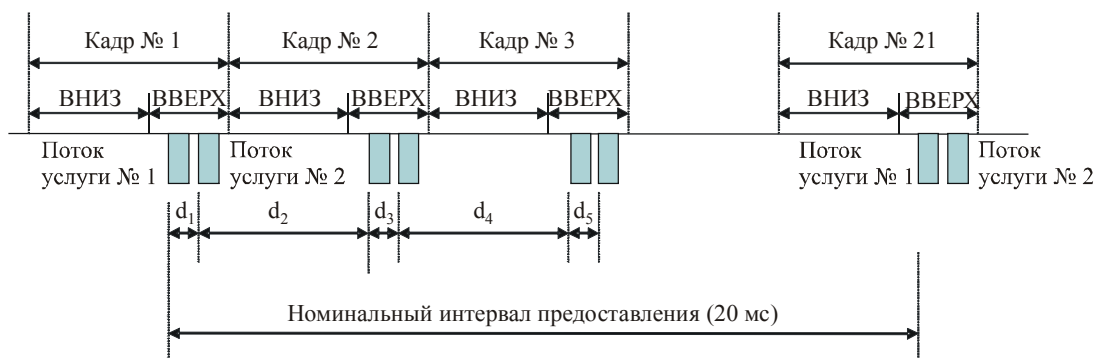 Кадр № 1 Кадр № 2 Кадр № 3 Кадр № 21
ВНИЗ ВВЕРХ ВНИЗ ВВЕРХ ВНИЗ ВВЕРХ ВНИЗ ВВЕРХ
Поток Поток Поток Поток
услуги № 1 услуги № 2 услуги № 1 услуги № 2
d₁ d₂ d₃ d₄ d₅
Номинальный интервал предоставления (20 мс)